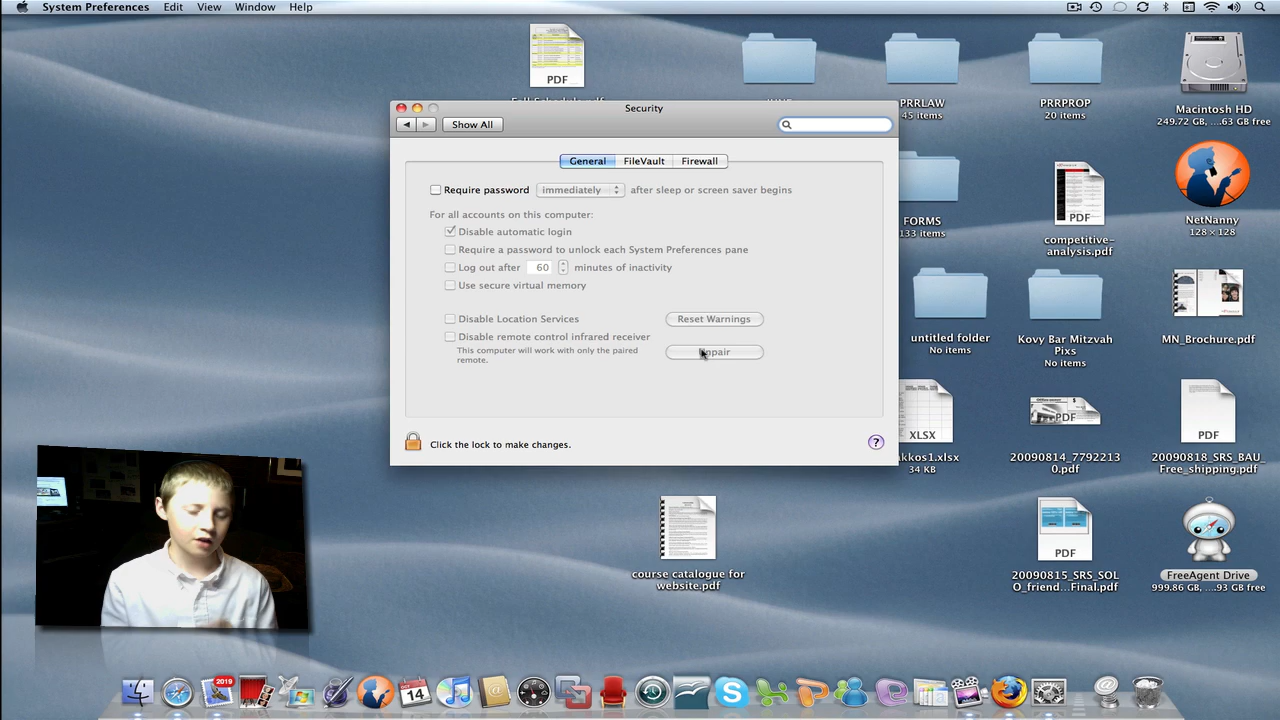 System Preferences Edit View Window Help
PDF
Security
Show All
General FileVault Firewall
Require password immediately after sleep or screen saver begins
For all accounts on this computer:
Disable automatic login
Require a password to unlock each System Preferences pane
Log out after 60 minutes of inactivity
Use secure virtual memory
Disable Location Services
Reset Warnings
Disable remote control infrared receiver
This computer will work with only the paired
remote.
Click the lock to make changes.
?
PRRLAW
45 items
PRRPROP
20 items
Macintosh HD
249.72 GB, ....63 GB free
FORMS
133 items
PDF
competitive-
analysis.pdf
NetNanny
128 × 128
untitled folder
No items
Kovy Bar Mitzvah
Pixs
No items
MN_Brochure.pdf
XLSX
akkos1.xlsx
34 KB
PDF
20090814_7792213
0.pdf
PDF
20090818_SRS_BAU_
Free_shipping.pdf
course catalogue for
website.pdf
PDF
20090815_SRS_SOL
O_friend...Final.pdf
FreeAgent Drive
999.86 GB, ....93 GB free
2019
OCT
14